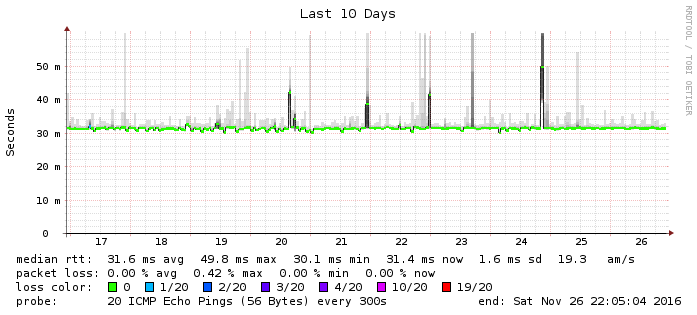 Last 10 Days
RRDTOOL / TOBI OETIKER
Seconds
50 m
40 m
30 m
20 m
10 m
0
17 18 19 20 21 22 23 24 25 26
median rtt: 31.6 ms avg 49.8 ms max 30.1 ms min 31.4 ms now 1.6 ms sd 19.3 am/s
packet loss: 0.00 % avg 0.42 % max 0.00 % min 0.00 % now
loss color: 0 1/20 2/20 3/20 4/20 10/20 19/20
probe: 20 ICMP Echo Pings (56 Bytes) every 300s end: Sat Nov 26 22:05:04 2016